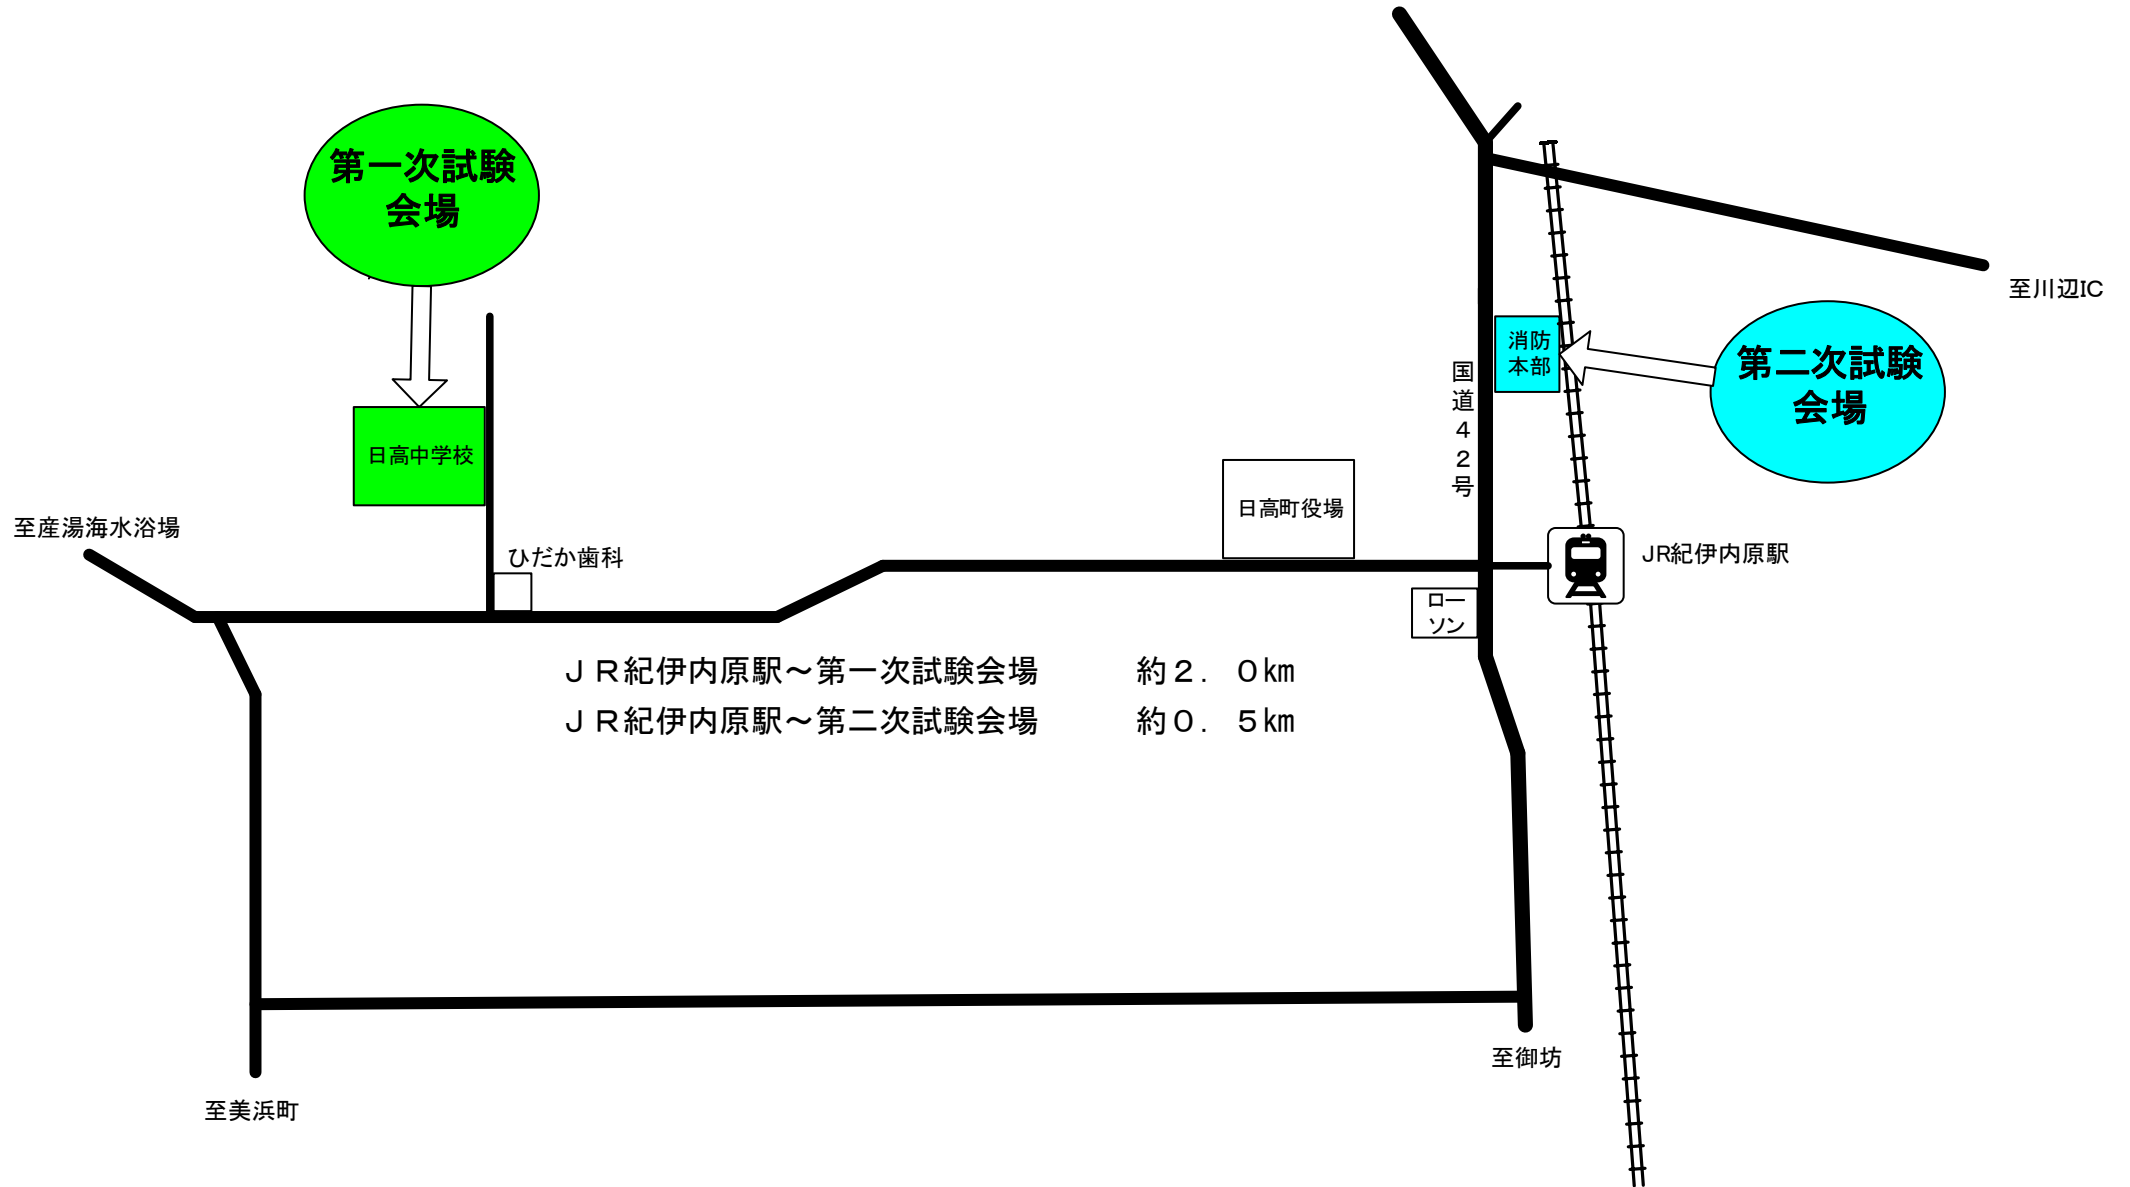 第一次試験
会場
至川辺IC
消防
本部
第二次試験
会場
国道４２号
日高中学校
日高町役場
至産湯海水浴場
ひだか歯科
ＪR紀伊内原駅
ロー
ソン
ＪＲ紀伊内原駅～第一次試験会場　　　約２．０㎞
ＪＲ紀伊内原駅～第二次試験会場　　　約０．５㎞
至御坊
至美浜町